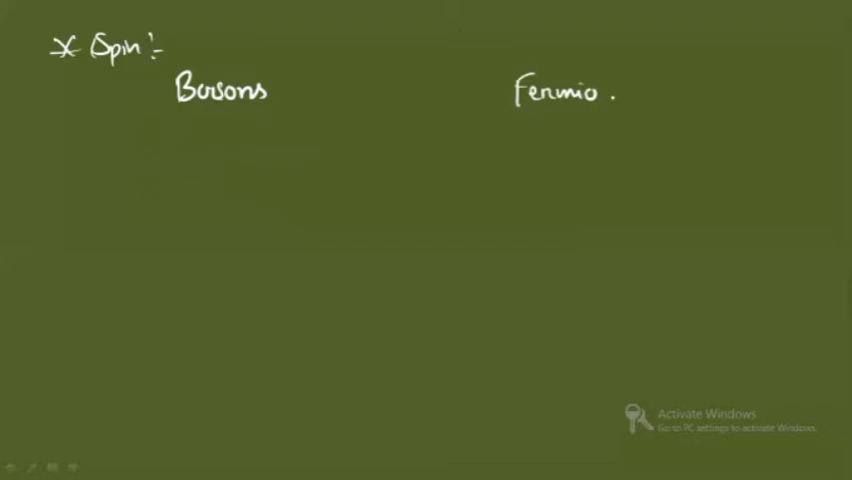 * Spin :-
Bosons Fermio .
Activate Windows
Go to PC settings to activate Windows.